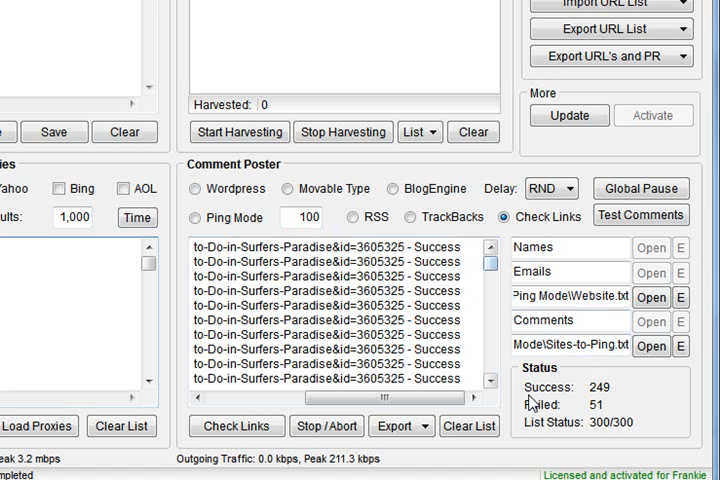 Import URL List
Export URL List
Export URL's and PR
More
Update
Activate
Harvested: 0
Save
Clear
Start Harvesting
Stop Harvesting
List
Clear
ies
Comment Poster
ahoo
Bing
AOL
Wordpress
Movable Type
BlogEngine
Delay:
RND
Global Pause
ults:
1,000
Time
Ping Mode
100
RSS
TrackBacks
Check Links
Test Comments
to-Do-in-Surfers-Paradise&id=3605325 - Success
to-Do-in-Surfers-Paradise&id=3605325 - Success
to-Do-in-Surfers-Paradise&id=3605325 - Success
to-Do-in-Surfers-Paradise&id=3605325 - Success
to-Do-in-Surfers-Paradise&id=3605325 - Success
to-Do-in-Surfers-Paradise&id=3605325 - Success
to-Do-in-Surfers-Paradise&id=3605325 - Success
to-Do-in-Surfers-Paradise&id=3605325 - Success
to-Do-in-Surfers-Paradise&id=3605325 - Success
to-Do-in-Surfers-Paradise&id=3605325 - Success
Names
Open
E
Emails
Open
E
Ping Mode\Website.txt
Open
E
Comments
Open
E
Mode\Sites-to-Ping.txt
Open
E
Status
Success: 249
Failed: 51
List Status: 300/300
Load Proxies
Clear List
Check Links
Stop / Abort
Export
Clear List
eak 3.2 mbps
Outgoing Traffic: 0.0 kbps, Peak 211.3 kbps
ompleted
Licensed and activated for Frankie